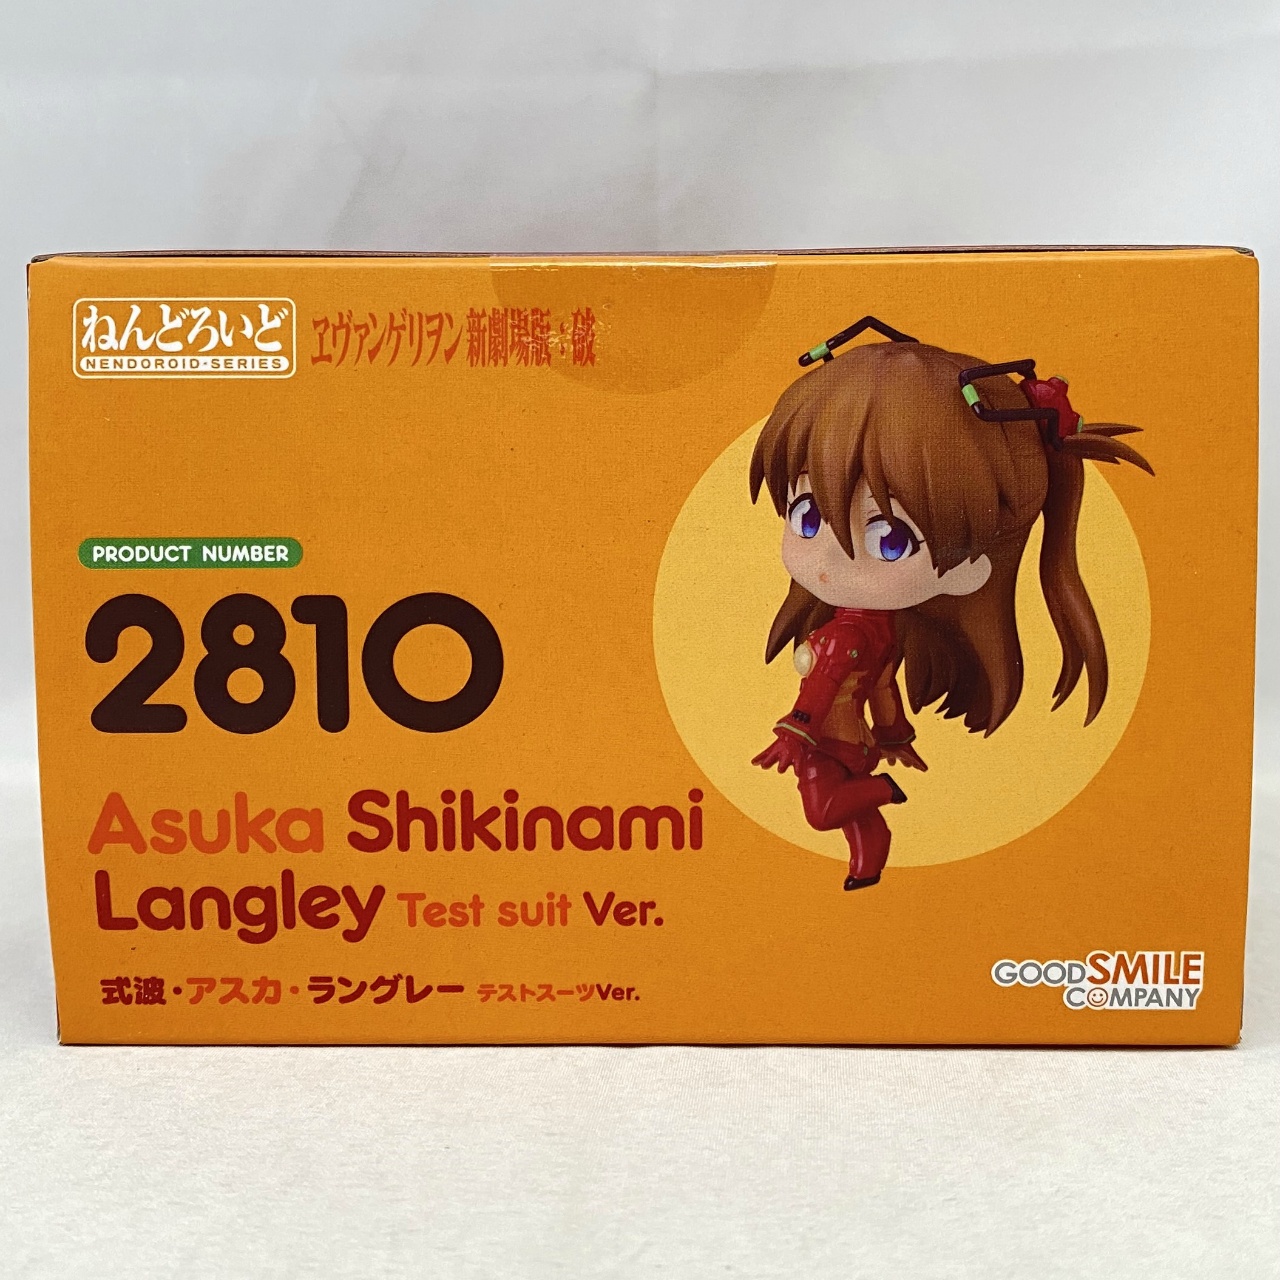 ねんどろいど
NENDOROID·SERIES
ヱヴァンゲリヲン新劇場版:破
PRODUCT NUMBER
2810
Asuka Shikinami
Langley Test suit Ver.
式波・アスカ・ラングレー テストスーツVer.
GOODSMILE
COMPANY